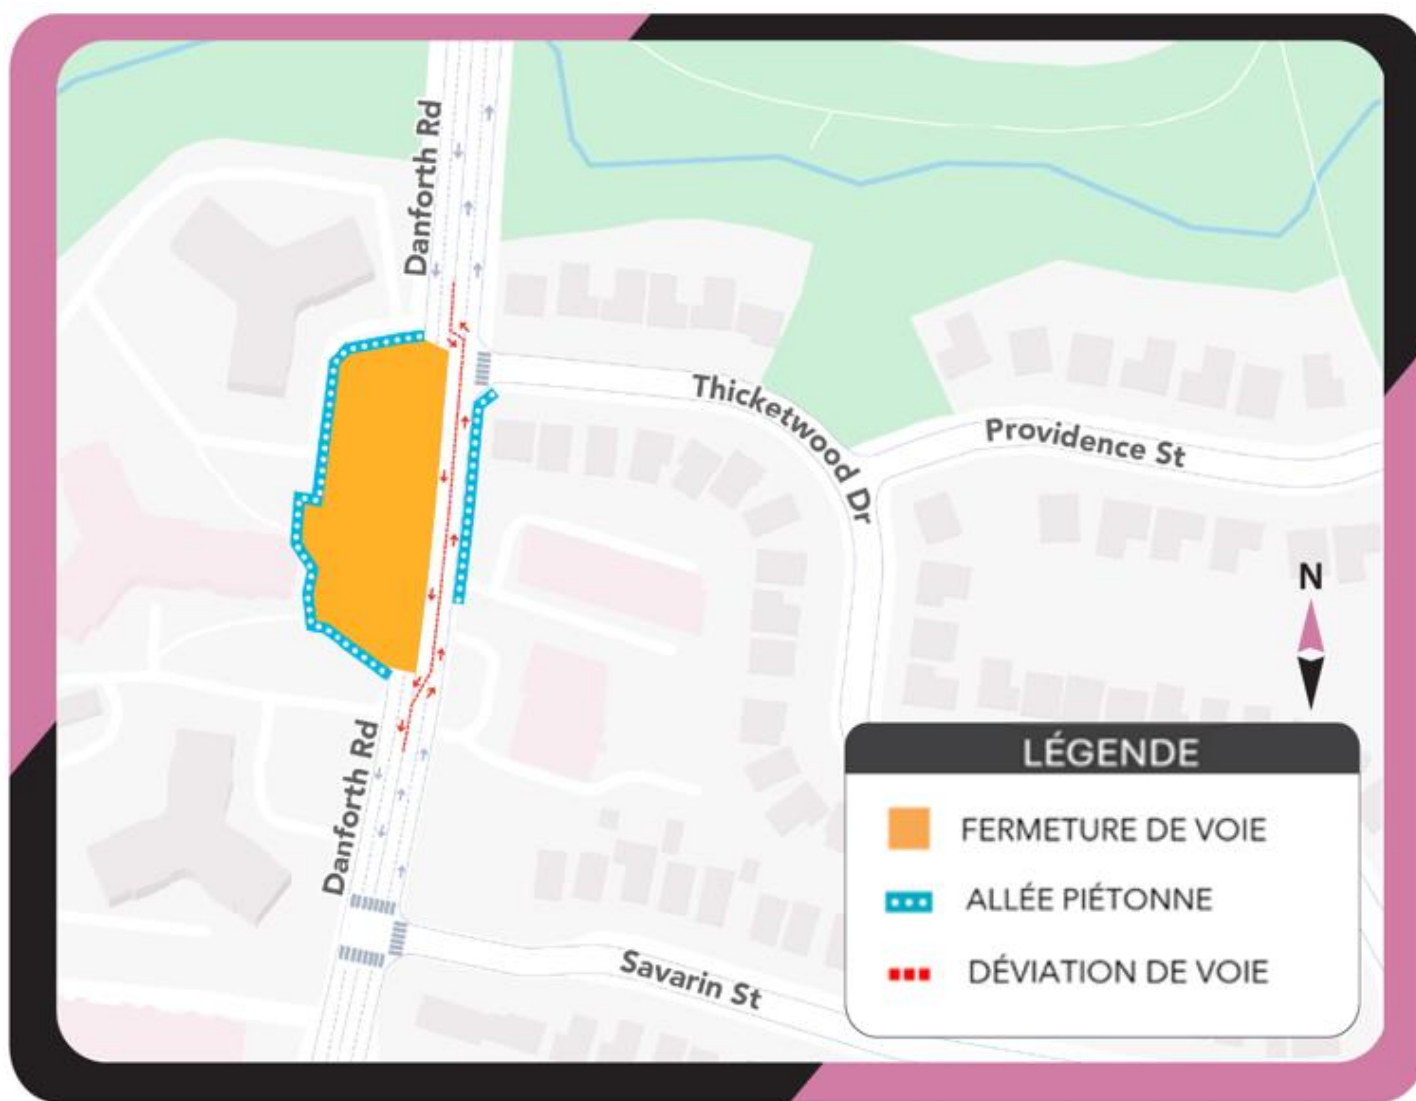 Danforth Rd
Thicketwood Dr
Providence St
N
Danforth Rd
Savarin St
LÉGENDE
FERMETURE DE VOIE
ALLÉE PIÉTONNE
DÉVIATION DE VOIE